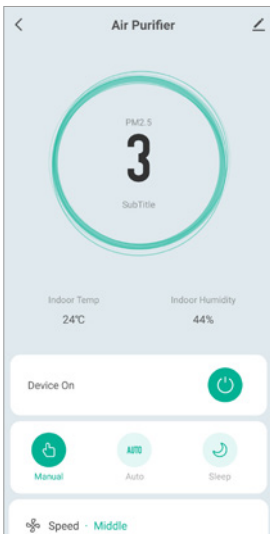 Air Purifier
PM2.5
3
SubTitle
Indoor Temp Indoor Humidity
24℃ 44%
Device On
AUTO
Manual Auto Sleep
Speed · Middle